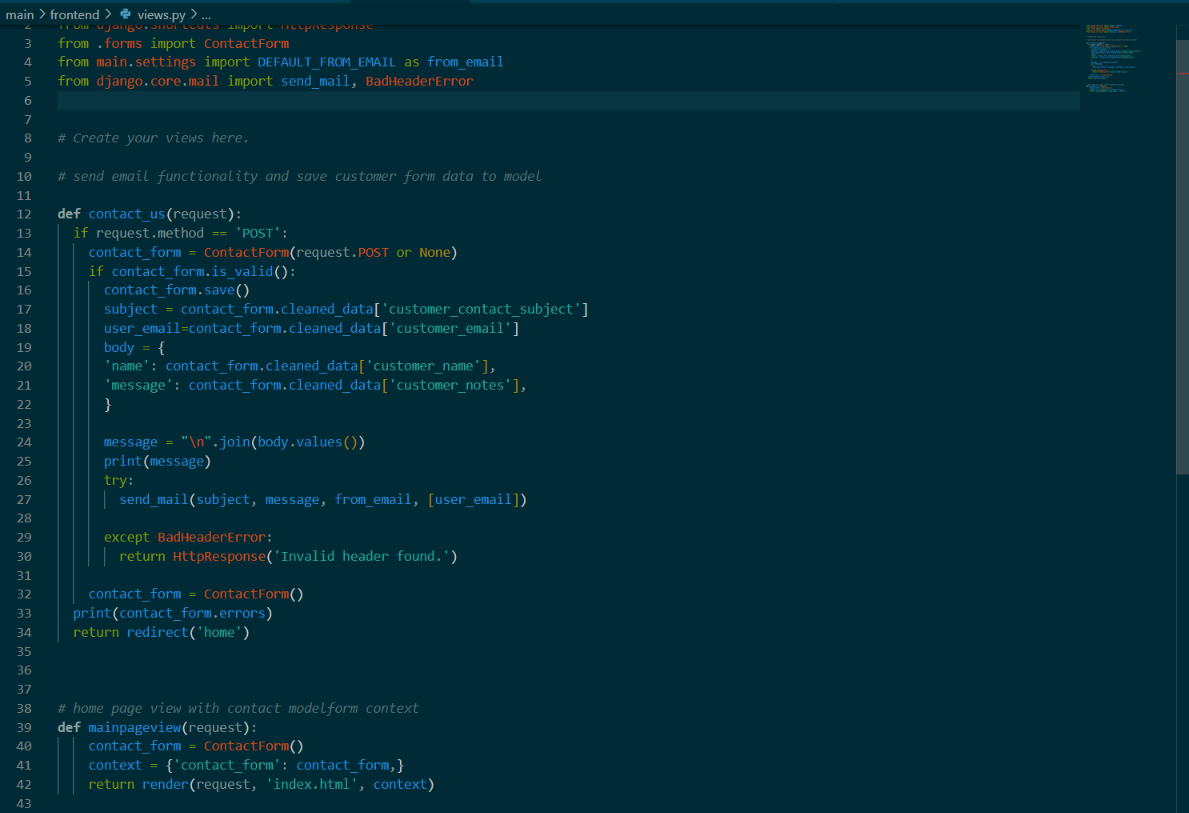 main > frontend > views.py > ...
2 from django.shortcuts import HttpResponse
3 from .forms import ContactForm
4 from main.settings import DEFAULT_FROM_EMAIL as from_email
5 from django.core.mail import send_mail, BadHeaderError
6
7
8 # Create your views here.
9
10 # send email functionality and save customer form data to model
11
12 def contact_us(request):
13 if request.method == 'POST':
14 contact_form = ContactForm(request.POST or None)
15 if contact_form.is_valid():
16 contact_form.save()
17 subject = contact_form.cleaned_data['customer_contact_subject']
18 user_email=contact_form.cleaned_data['customer_email']
19 body = {
20 'name': contact_form.cleaned_data['customer_name'],
21 'message': contact_form.cleaned_data['customer_notes'],
22 }
23
24 message = "\n".join(body.values())
25 print(message)
26 try:
27 send_mail(subject, message, from_email, [user_email])
28
29 except BadHeaderError:
30 return HttpResponse('Invalid header found.')
31
32 contact_form = ContactForm()
33 print(contact_form.errors)
34 return redirect('home')
35
36
37
38 # home page view with contact modelform context
39 def mainpageview(request):
40 contact_form = ContactForm()
41 context = {'contact_form': contact_form,}
42 return render(request, 'index.html', context)
43